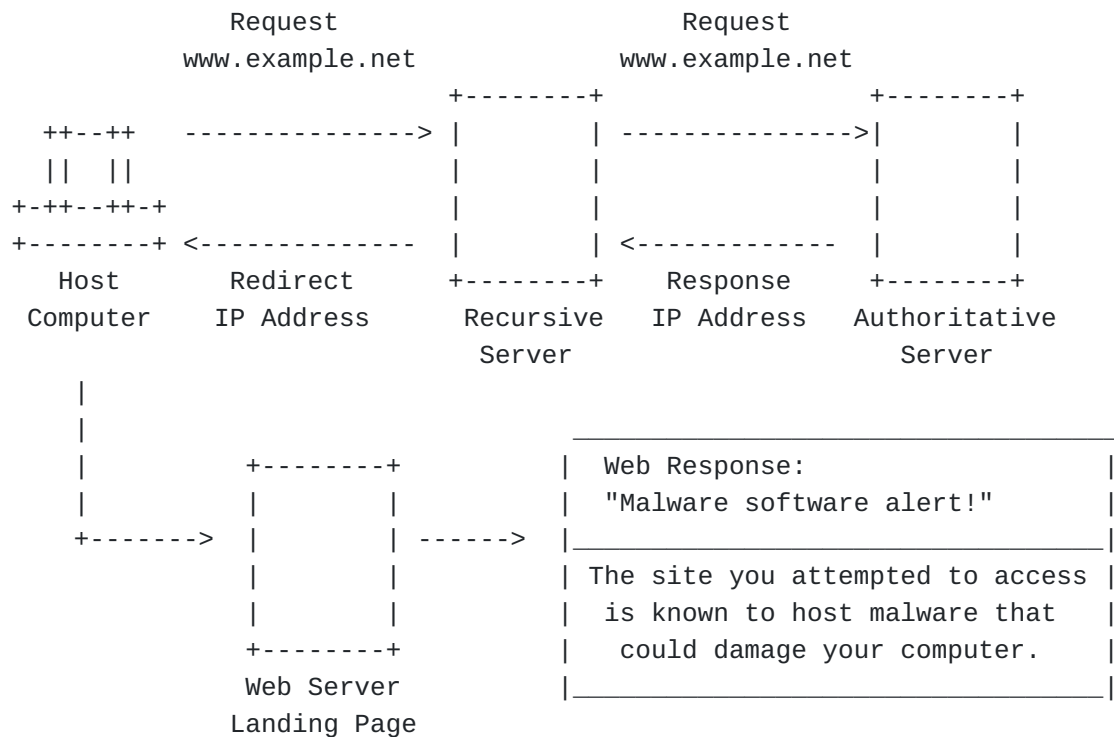 Request Request
www.example.net www.example.net
Host Redirect Response
Computer IP Address Recursive IP Address Authoritative
Server Server
Web Response:
"Malware software alert!"
The site you attempted to access
is known to host malware that
could damage your computer.
Web Server
Landing Page